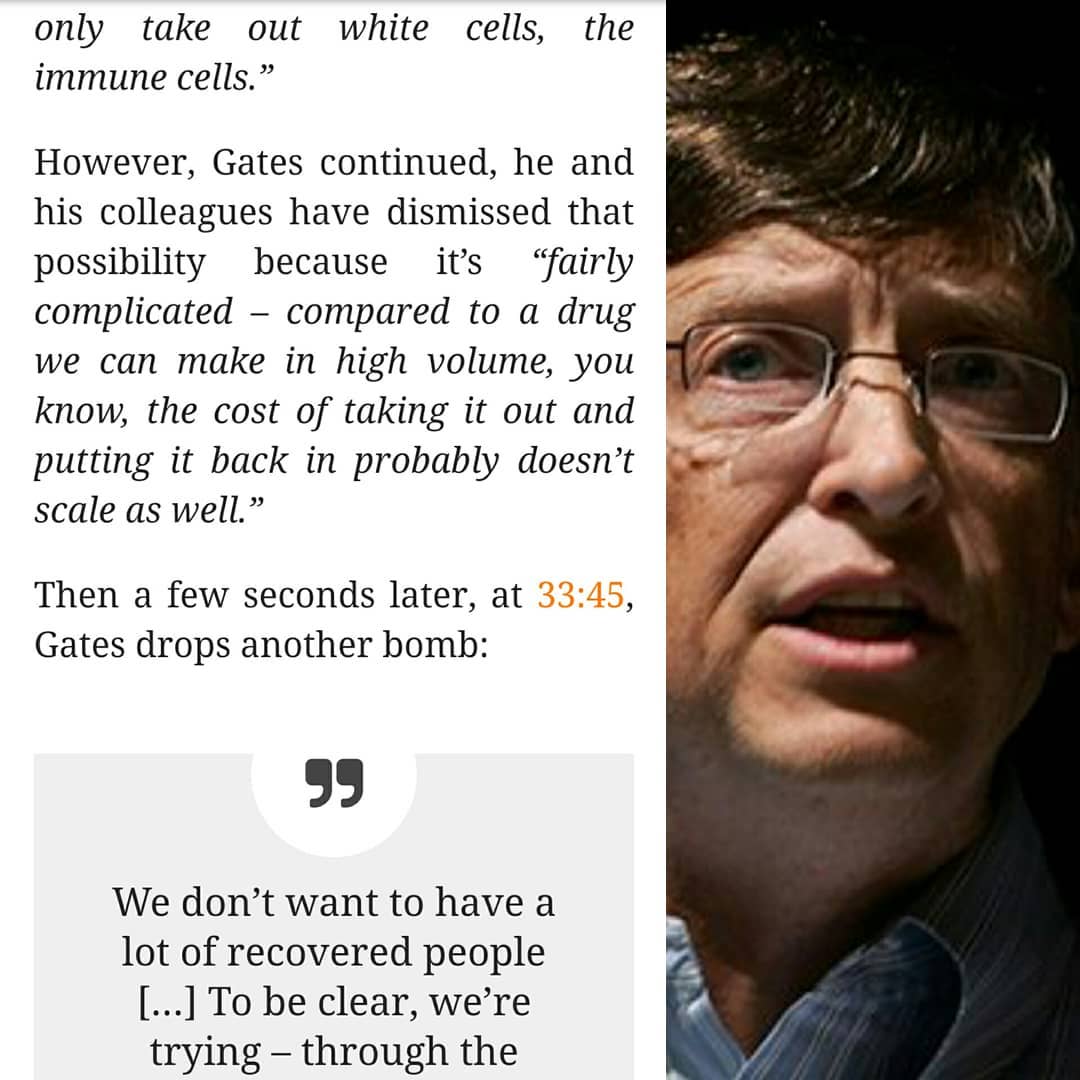 only take out white cells, the
immune cells.”
However, Gates continued, he and
his colleagues have dismissed that
possibility because it’s “fairly
complicated – compared to a drug
we can make in high volume, you
know, the cost of taking it out and
putting it back in probably doesn’t
scale as well.”
Then a few seconds later, at 33:45,
Gates drops another bomb:
”
We don’t want to have a
lot of recovered people
[...] To be clear, we’re
trying – through the